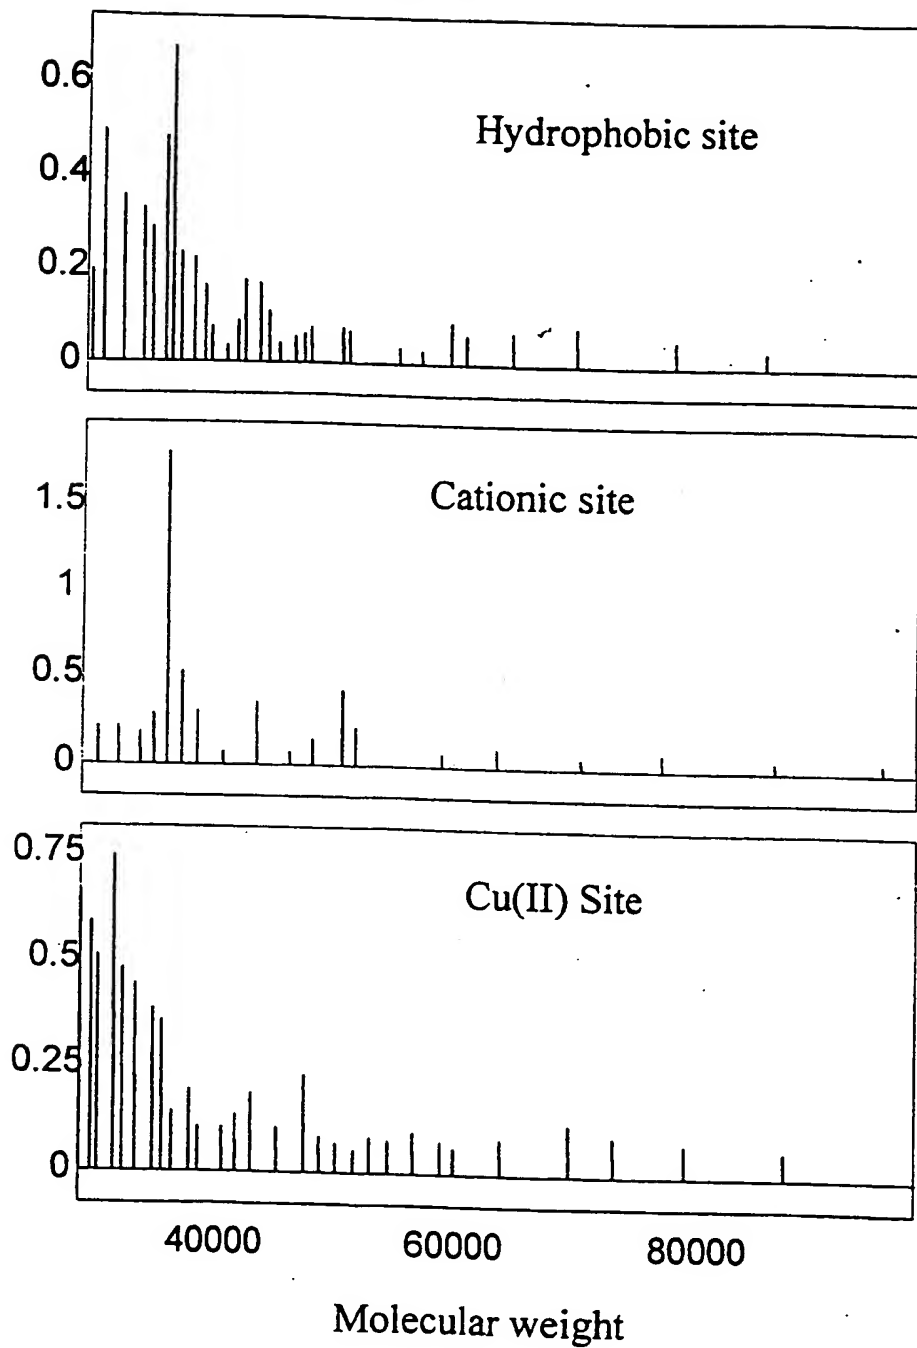 0.6
Hydrophobic site
0.4
0.2
0
1.5
Cationic site
1
0.5
0
0.75
Cu(II) Site
0.5
0.25
0
40000 60000 80000
Molecular weight